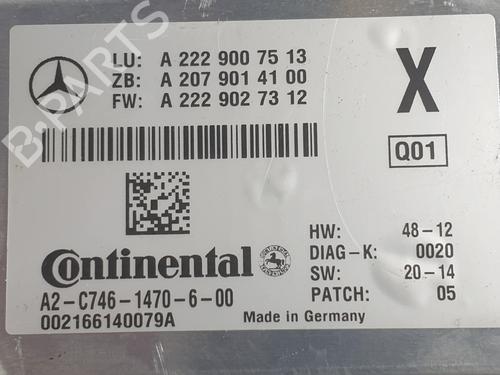 LU: A 222 900 75 13
ZB: A 207 901 41 00
FW: A 222 902 73 12
X
Q01
Continental
HW: 48-12
DIAG-K: 0020
SW: 20-14
PATCH: 05
A2-C746-1470-6-00
002166140079A
Made in Germany
B-PARTS